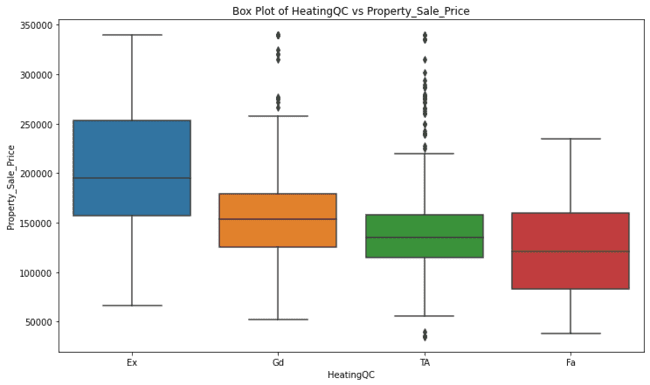 Box Plot of HeatingQC vs Property_Sale_Price
350000
300000
250000
200000
150000
100000
50000
Property_Sale_Price
Ex Gd TA Fa
HeatingQC